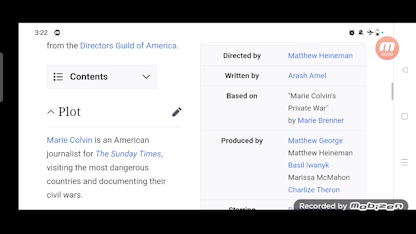 3:22
from the Directors Guild of America.
Contents
Plot
Marie Colvin is an American
journalist for The Sunday Times,
visiting the most dangerous
countries and documenting their
civil wars.
Directed by Matthew Heineman
Written by Arash Amel
Based on "Marie Colvin's
Private War"
by Marie Brenner
Produced by Matthew George
Matthew Heineman
Basil Iwanyk
Marissa McMahon
Charlize Theron
Starring
Recorded by Mobizen